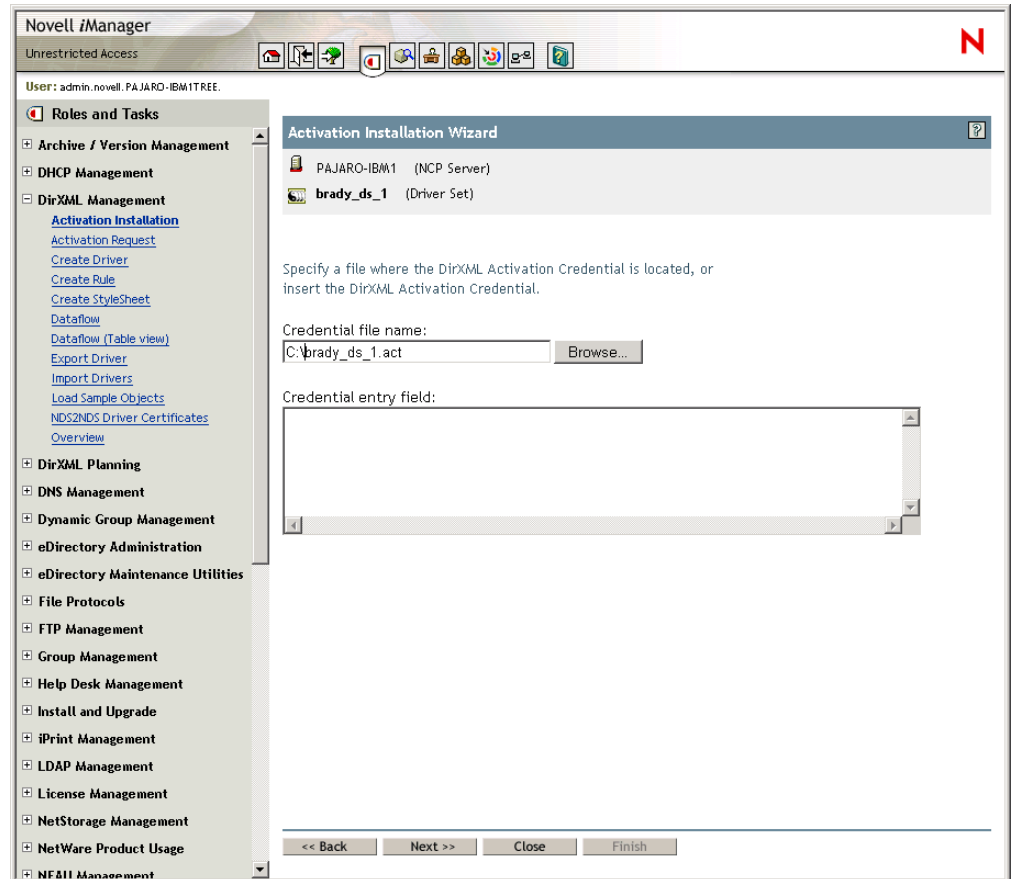 Novell iManager
Unrestricted Access
N
User: admin.novell.PAJARO-IBM1TREE.
Roles and Tasks
Archive / Version Management
DHCP Management
DirXML Management
Activation Installation
Activation Request
Create Driver
Create Rule
Create StyleSheet
Dataflow
Dataflow (Table view)
Export Driver
Import Drivers
Load Sample Objects
NDS2NDS Driver Certificates
Overview
DirXML Planning
DNS Management
Dynamic Group Management
eDirectory Administration
eDirectory Maintenance Utilities
File Protocols
FTP Management
Group Management
Help Desk Management
Install and Upgrade
iPrint Management
LDAP Management
License Management
NetStorage Management
NetWare Product Usage
NFAU Management
Activation Installation Wizard
?
PAJARO-IBM1 (NCP Server)
brady_ds_1 (Driver Set)
Specify a file where the DirXML Activation Credential is located, or
insert the DirXML Activation Credential.
Credential file name:
C:\brady_ds_1.act Browse...
Credential entry field:
<< Back Next >> Close Finish